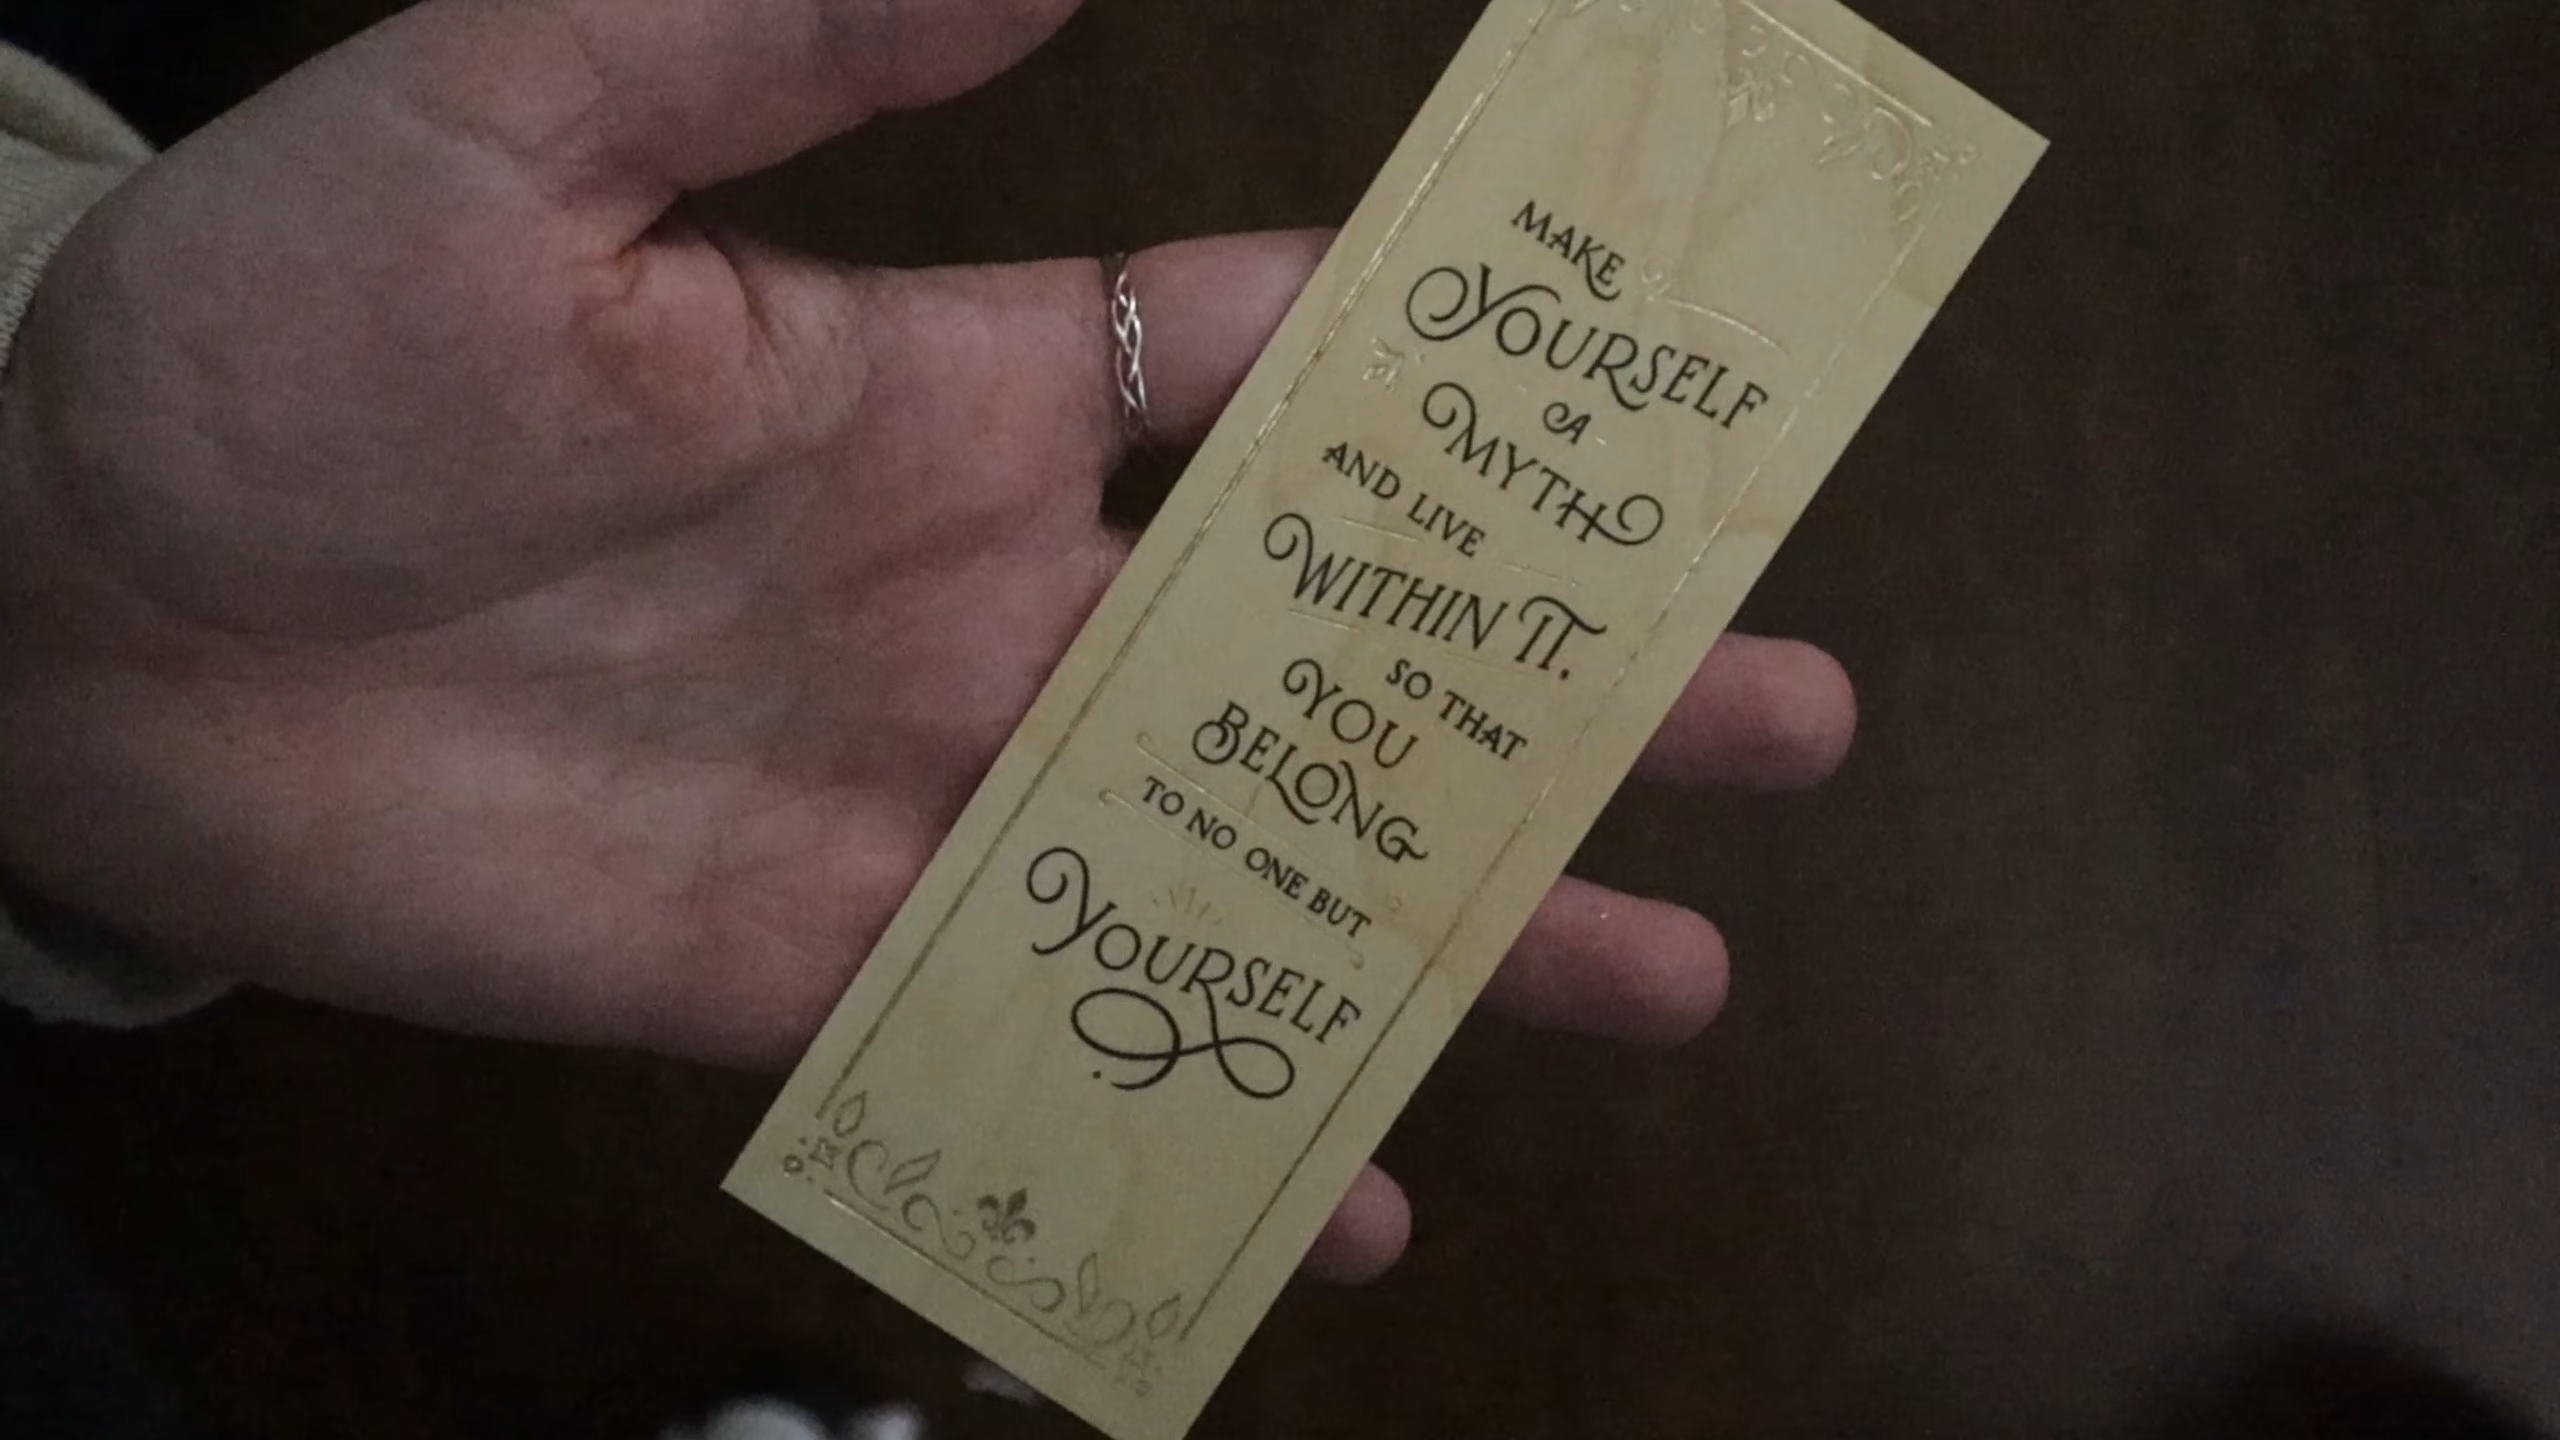 MAKE
YOURSELF
A
MYTH
AND LIVE
WITHIN IT.
SO THAT
YOU
BELONG
TO NO ONE BUT
YOURSELF